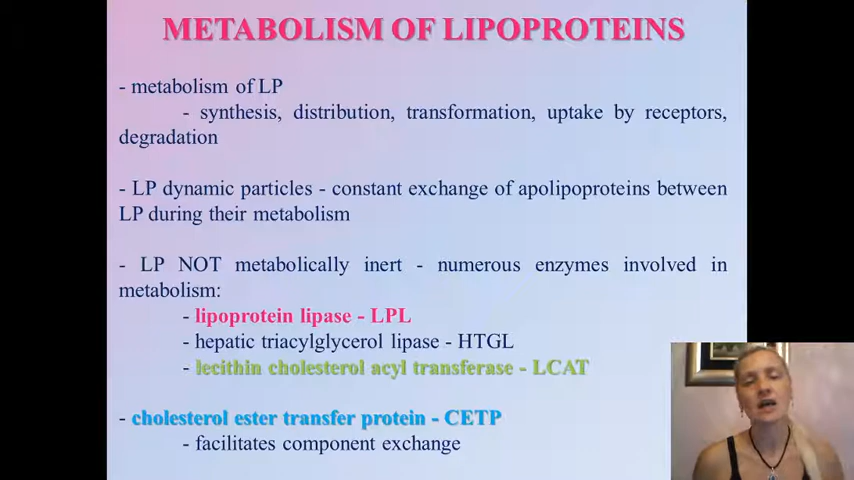 METABOLISM OF LIPOPROTEINS
- metabolism of LP
- synthesis, distribution, transformation, uptake by receptors,
degradation
- LP dynamic particles - constant exchange of apolipoproteins between
LP during their metabolism
- LP NOT metabolically inert - numerous enzymes involved in
metabolism:
- lipoprotein lipase - LPL
- hepatic triacylglycerol lipase - HTGL
- lecithin cholesterol acyl transferase - LCAT
- cholesterol ester transfer protein - CETP
- facilitates component exchange